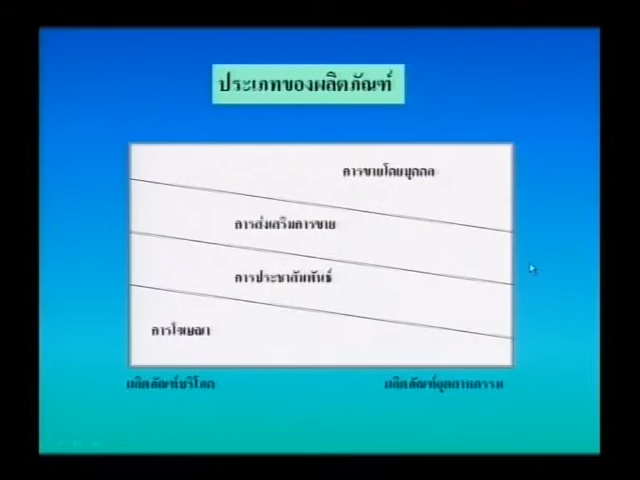 ประเภทของผลิตภัณฑ์
การขายโดยบุคคล
การส่งเสริมการขาย
การประชาสัมพันธ์
การโฆษณา
ผลิตภัณฑ์บริโภค
ผลิตภัณฑ์อุตสาหกรรม